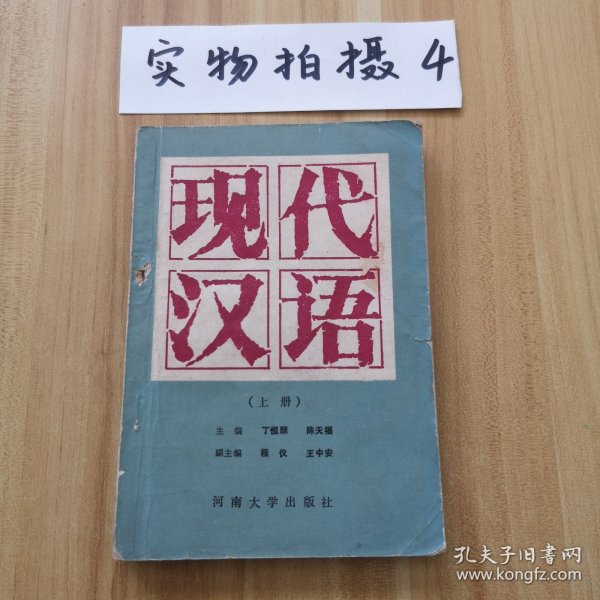 实物拍摄4
现代
汉语
（上册）
主编 丁恒顺 陈天福
副主编 程仪 王中安
河南大学出版社
孔夫子旧书网
www.kongfz.com